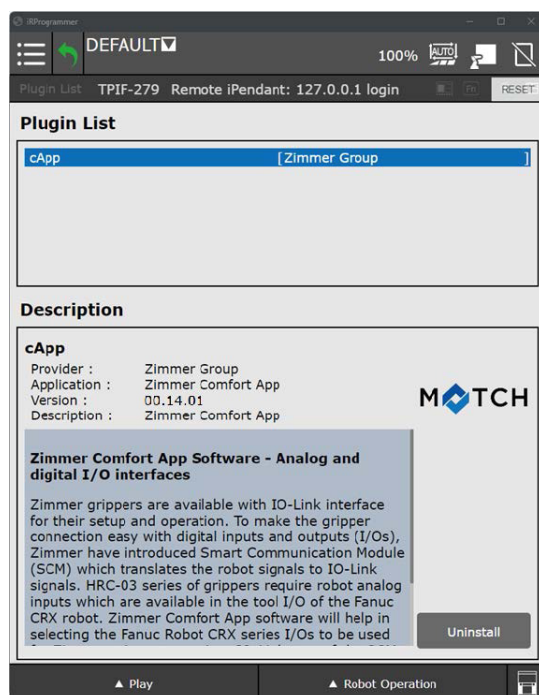 iRProgrammer
DEFAULT
100%
AUTO
Plugin List TPIF-279 Remote iPendant: 127.0.0.1 login Fn RESET
Plugin List
cApp [Zimmer Group ]
Description
cApp
Provider : Zimmer Group
Application : Zimmer Comfort App
Version : 00.14.01
Description : Zimmer Comfort App
MATCH
Zimmer Comfort App Software - Analog and
digital I/O interfaces
Zimmer grippers are available with IO-Link interface
for their setup and operation. To make the gripper
connection easy with digital inputs and outputs (I/Os),
Zimmer have introduced Smart Communication Module
(SCM) which translates the robot signals to IO-Link
signals. HRC-03 series of grippers require robot analog
inputs which are available in the tool I/O of the Fanuc
CRX robot. Zimmer Comfort App software will help in
selecting the Fanuc Robot CRX series I/Os to be used
Uninstall
Play
Robot Operation